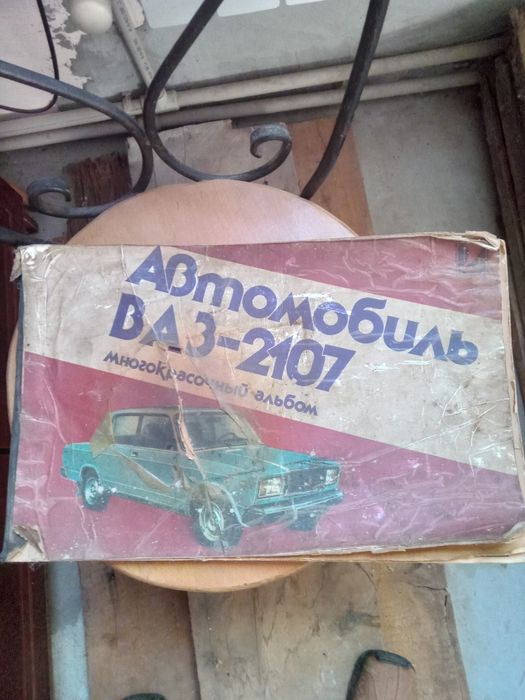 Автомобиль
ВАЗ-2107
многокрасочный альбом